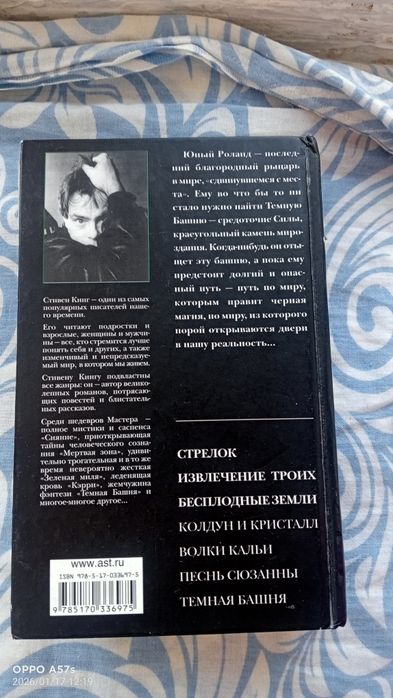 Стивен Кинг — один из самых
популярных писателей наше-
го времени.
Его читают подростки и
взрослые, женщины и мужчи-
ны — все, кто стремится лучше
понять себя и других, а также
изменчивый и непредсказуе-
мый мир, в котором мы живем.
Стивену Кингу подвластны
все жанры: он — автор велико-
лепных романов, потрясаю-
щих повестей и блистатель-
ных рассказов.
Среди шедевров Мастера —
полное мистики и саспенса
«Сияние», приоткрывающая
тайны человеческого созна-
ния «Мертвая зона», удиви-
тельно трогательная и в то же
время невероятно жесткая
«Зеленая миля», леденящая
кровь «Кэрри», жемчужина
фэнтези "Темная Башня" и
многое-многое другое...
www.ast.ru
ISBN 978-5-17-033697-5
9 785170 336975
Юный Роланд — послед-
ний благородный рыцарь
в мире, «сдвинувшемся с мес-
та». Ему во что бы то ни
стало нужно найти Темную
Башню — средоточие Силы,
краеугольный камень миро-
здания. Когда-нибудь он оты-
щет эту башню, а пока ему
предстоит долгий и опас-
ный путь — путь по миру,
которым правит черная
магия, по миру, из которого
порой открываются двери
в нашу реальность...
СТРЕЛОК
ИЗВЛЕЧЕНИЕ ТРОИХ
БЕСПЛОДНЫЕ ЗЕМЛИ
КОЛДУН И КРИСТАЛЛ
ВОЛКИ КАЛЬИ
ПЕСНЬ СЮЗАННЫ
ТЕМНАЯ БАШНЯ
OPPO A57s
2026/01/17 12:19